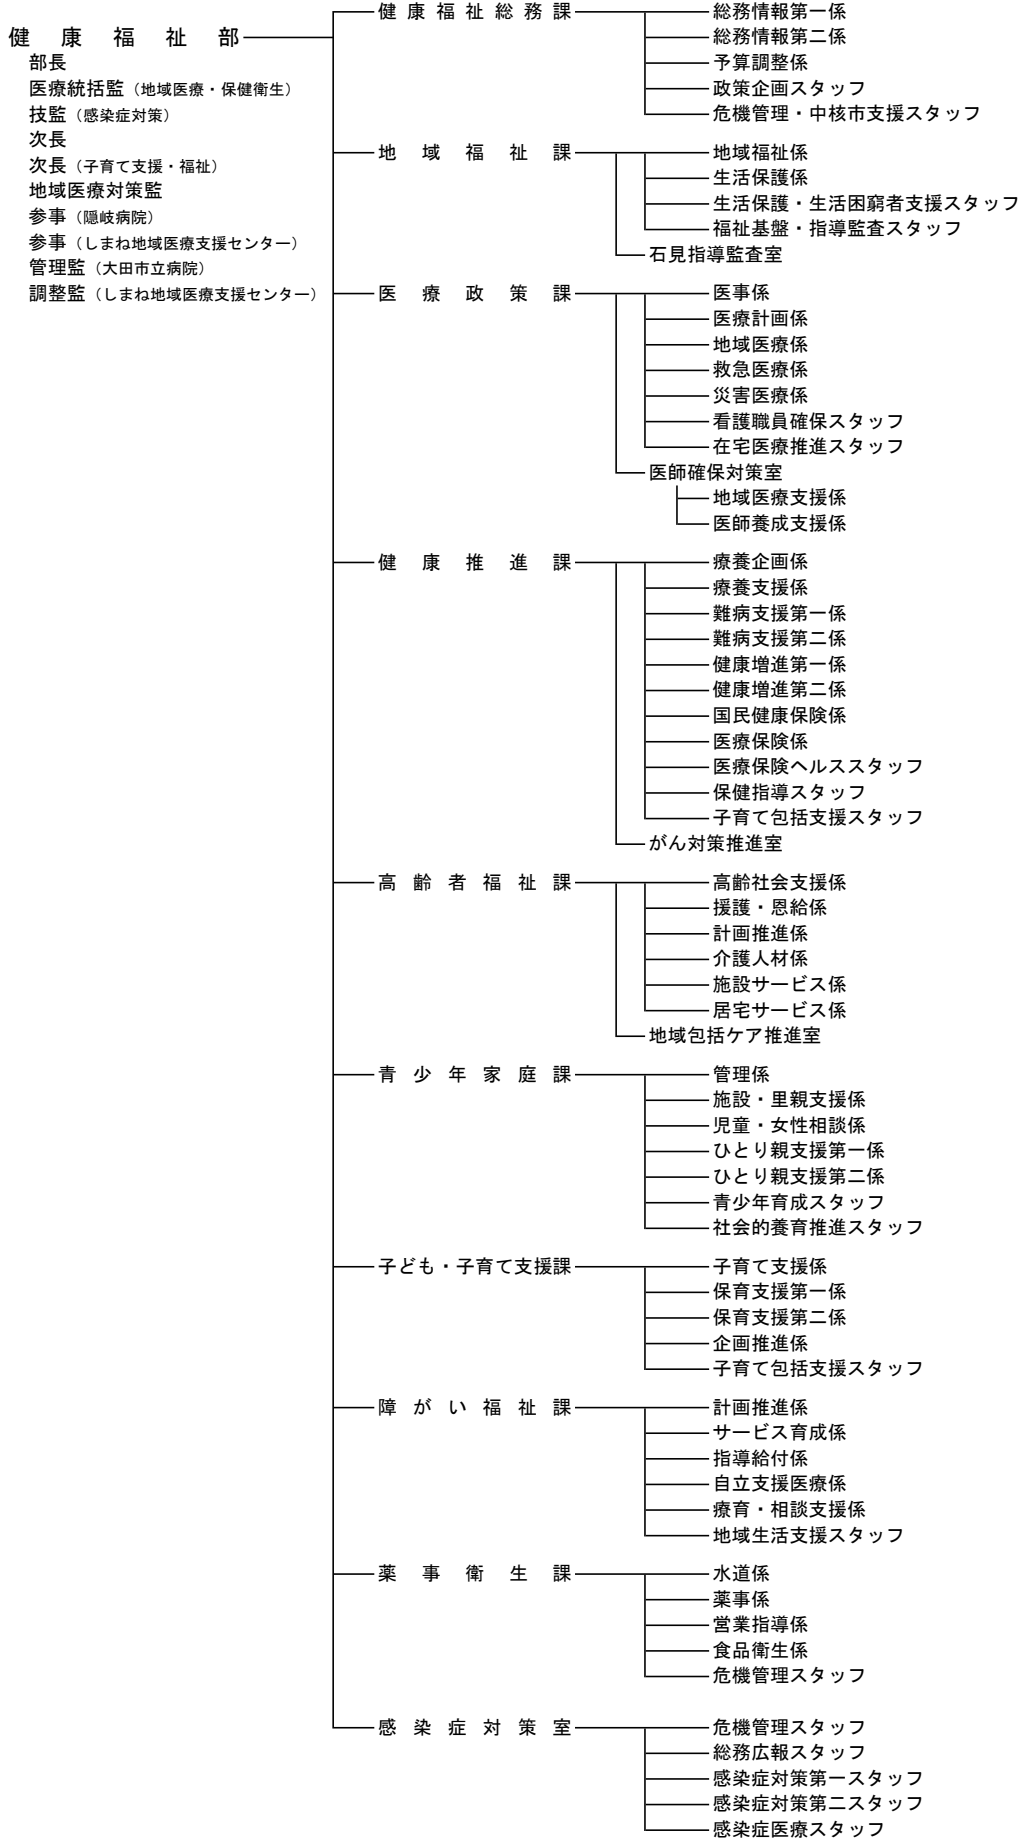 健康福祉部
部長
医療統括監（地域医療・保健衛生）
技監（感染症対策）
次長
次長（子育て支援・福祉）
地域医療対策監
参事（隠岐病院）
参事（しまね地域医療支援センター）
管理監（大田市立病院）
調整監（しまね地域医療支援センター）
健康福祉総務課
総務情報第一係
総務情報第二係
予算調整係
政策企画スタッフ
危機管理・中核市支援スタッフ
地域福祉課
地域福祉係
生活保護係
生活保護・生活困窮者支援スタッフ
福祉基盤・指導監査スタッフ
石見指導監査室
医療政策課
医事係
医療計画係
地域医療係
救急医療係
災害医療係
看護職員確保スタッフ
在宅医療推進スタッフ
医師確保対策室
地域医療支援係
医師養成支援係
健康推進課
療養企画係
療養支援係
難病支援第一係
難病支援第二係
健康増進第一係
健康増進第二係
国民健康保険係
医療保険係
医療保険ヘルススタッフ
保健指導スタッフ
子育て包括支援スタッフ
がん対策推進室
高齢者福祉課
高齢社会支援係
援護・恩給係
計画推進係
介護人材係
施設サービス係
居宅サービス係
地域包括ケア推進室
青少年家庭課
管理係
施設・里親支援係
児童・女性相談係
ひとり親支援第一係
ひとり親支援第二係
青少年育成スタッフ
社会的養育推進スタッフ
子ども・子育て支援課
子育て支援係
保育支援第一係
保育支援第二係
企画推進係
子育て包括支援スタッフ
障がい福祉課
計画推進係
サービス育成係
指導給付係
自立支援医療係
療育・相談支援係
地域生活支援スタッフ
薬事衛生課
水道係
薬事係
営業指導係
食品衛生係
危機管理スタッフ
感染症対策室
危機管理スタッフ
総務広報スタッフ
感染症対策第一スタッフ
感染症対策第二スタッフ
感染症医療スタッフ